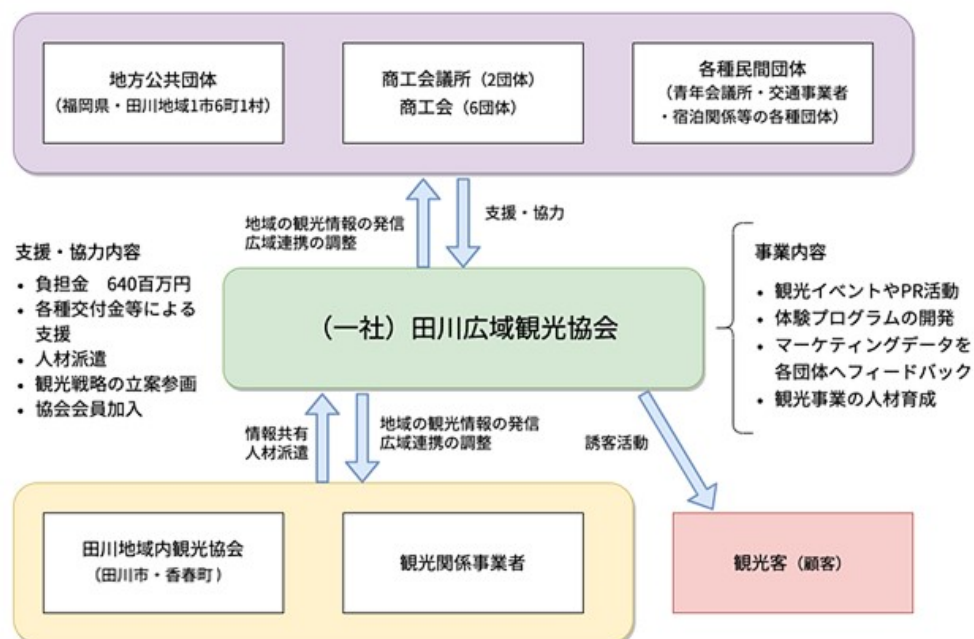 地方公共団体
（福岡県・田川地域1市6町1村）
商工会議所（2団体）
商工会（6団体）
各種民間団体
（青年会議所・交通事業者
・宿泊関係等の各種団体）
地域の観光情報の発信
広域連携の調整
支援・協力
支援・協力内容
• 負担金　640百万円
• 各種交付金等による
支援
• 人材派遣
• 観光戦略の立案参画
• 協会会員加入
（一社）田川広域観光協会
事業内容
• 観光イベントやPR活動
• 体験プログラムの開発
• マーケティングデータを
各団体へフィードバック
• 観光事業の人材育成
情報共有
人材派遣
地域の観光情報の発信
広域連携の調整
誘客活動
田川地域内観光協会
（田川市・香春町）
観光関係事業者
観光客（顧客）